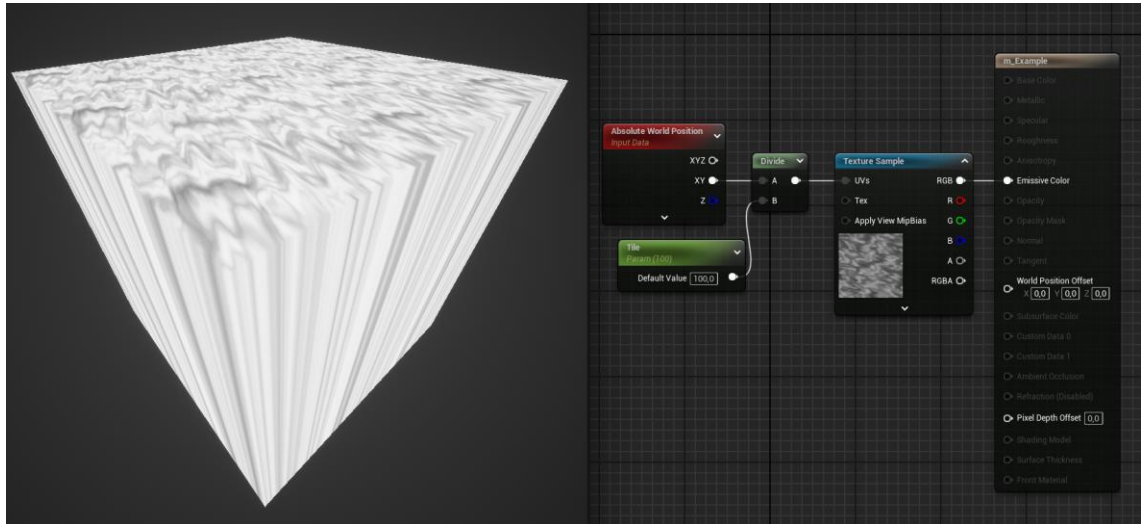 Absolute World Position
Input Data
XYZ
XY
Z
Tile
Param (100)
Default Value 100,0
Divide
A
B
Texture Sample
UVs RGB
Tex R
Apply View MipBias G
B
A
RGBA
m_Example
Base Color
Metallic
Specular
Roughness
Anisotropy
Emissive Color
Opacity
Opacity Mask
Normal
Tangent
World Position Offset
X 0,0 Y 0,0 Z 0,0
Subsurface Color
Custom Data 0
Custom Data 1
Ambient Occlusion
Refraction (Disabled)
Pixel Depth Offset 0,0
Shading Model
Surface Thickness
Front Material